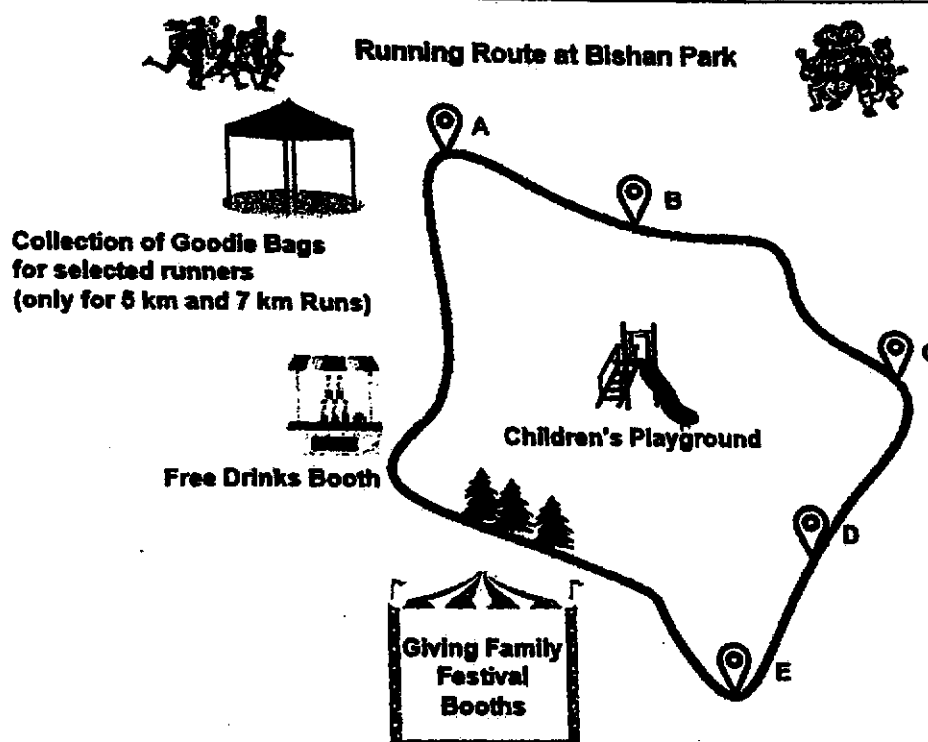 Running Route at Bishan Park
A
B
Collection of Goodie Bags
for selected runners
(only for 5 km and 7 km Runs)
C
Children's Playground
Free Drinks Booth
D
Giving Family
Festival
Booths
E